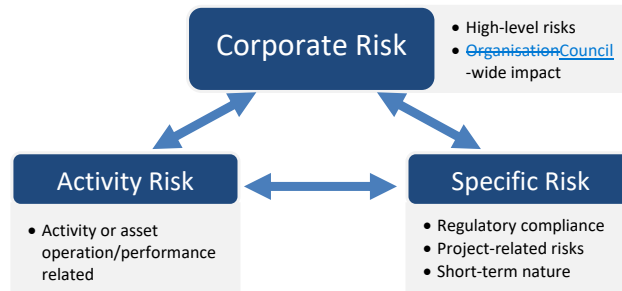 Corporate Risk
• High-level risks
• OrganisationCouncil
-wide impact
Activity Risk
• Activity or asset
operation/performance
related
Specific Risk
• Regulatory compliance
• Project-related risks
• Short-term nature